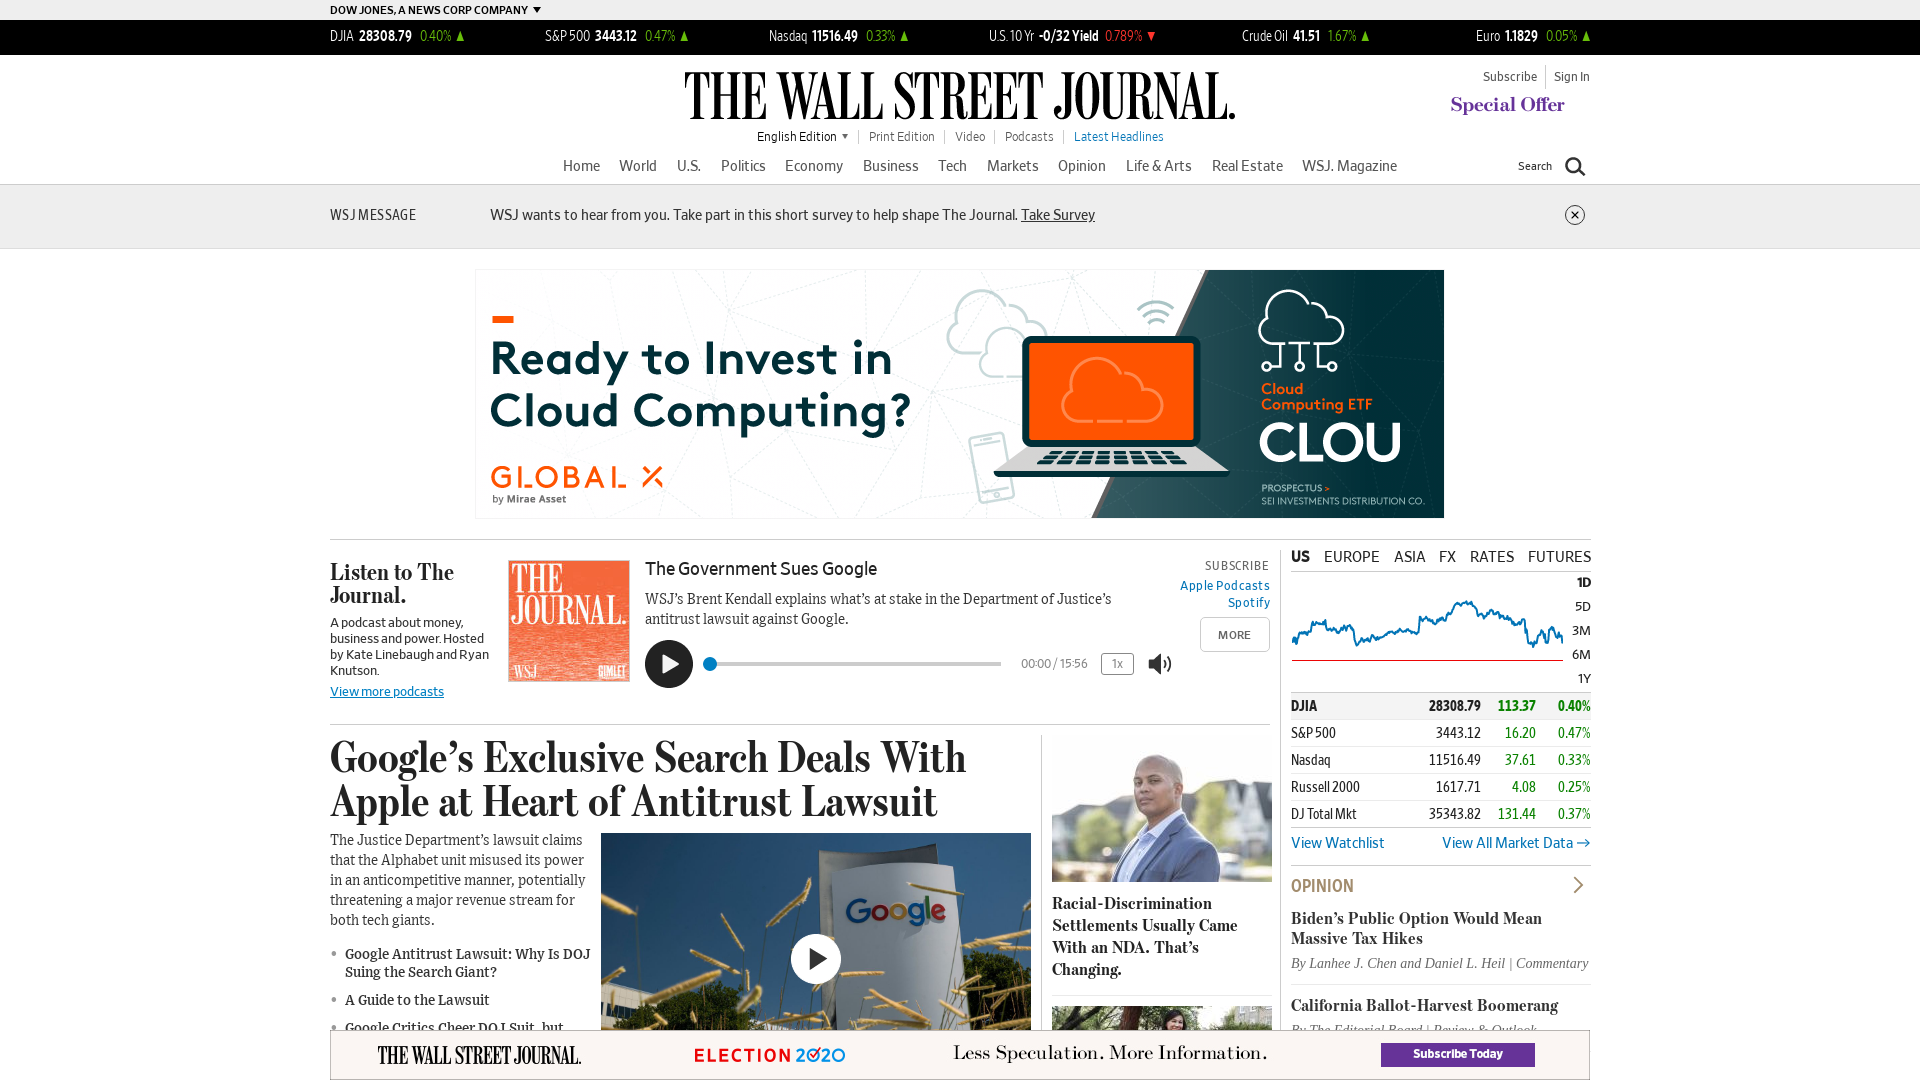 DOW JONES, A NEWS CORP COMPANY
DJIA 28308.79 0.40% S&P 500 3443.12 0.47% Nasdaq 11516.49 0.33% U.S. 10 Yr -0/32 Yield 0.789% Crude Oil 41.51 1.67% Euro 1.1829 0.05%
Subscribe Sign In
THE WALL STREET JOURNAL.
Special Offer
English Edition Print Edition Video Podcasts Latest Headlines
Home World U.S. Politics Economy Business Tech Markets Opinion Life & Arts Real Estate WSJ. Magazine Search
WSJ MESSAGE WSJ wants to hear from you. Take part in this short survey to help shape The Journal. Take Survey
Ready to Invest in
Cloud Computing?
GLOBAL X
by Mirae Asset
Cloud
Computing ETF
CLOU
PROSPECTUS >
SEI INVESTMENTS DISTRIBUTION CO.
Listen to The
Journal.
A podcast about money,
business and power. Hosted
by Kate Linebaugh and Ryan
Knutson.
View more podcasts
THE
JOURNAL.
WSJ GIMLET
The Government Sues Google
WSJ's Brent Kendall explains what's at stake in the Department of Justice's
antitrust lawsuit against Google.
00:00 / 15:56 1x
SUBSCRIBE
Apple Podcasts
Spotify
MORE
US EUROPE ASIA FX RATES FUTURES
1D
5D
3M
6M
1Y
DJIA 28308.79 113.37 0.40%
S&P 500 3443.12 16.20 0.47%
Nasdaq 11516.49 37.61 0.33%
Russell 2000 1617.71 4.08 0.25%
DJ Total Mkt 35343.82 131.44 0.37%
View Watchlist View All Market Data
Google's Exclusive Search Deals With
Apple at Heart of Antitrust Lawsuit
The Justice Department's lawsuit claims
that the Alphabet unit misused its power
in an anticompetitive manner, potentially
threatening a major revenue stream for
both tech giants.
• Google Antitrust Lawsuit: Why Is DOJ
Suing the Search Giant?
• A Guide to the Lawsuit
• Google Critics Cheer DOJ Suit, but
Google
Racial-Discrimination
Settlements Usually Came
With an NDA. That's
Changing.
OPINION
Biden's Public Option Would Mean
Massive Tax Hikes
By Lanhee J. Chen and Daniel L. Heil | Commentary
California Ballot-Harvest Boomerang
By The Editorial Board | Review & Outlook
THE WALL STREET JOURNAL. ELECTION 2020 Less Speculation. More Information. Subscribe Today